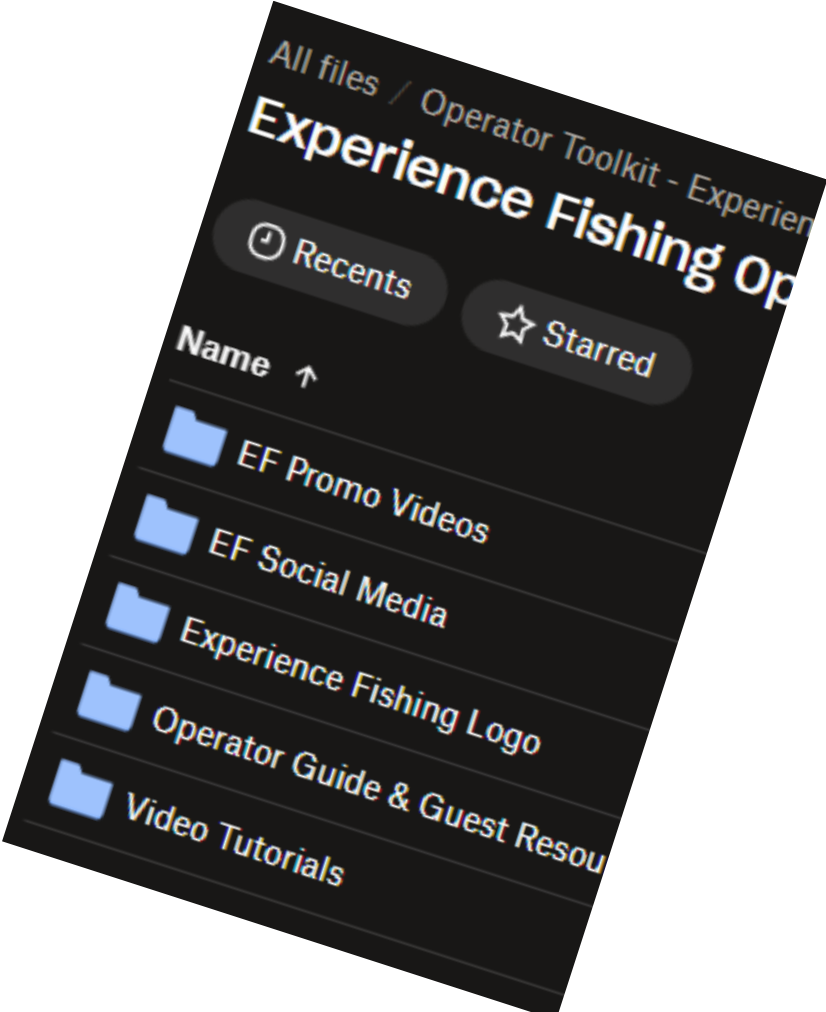 All files / Operator Toolkit - Experien
Experience Fishing Op
Recents
Starred
Name ↑
EF Promo Videos
EF Social Media
Experience Fishing Logo
Operator Guide & Guest Resou
Video Tutorials